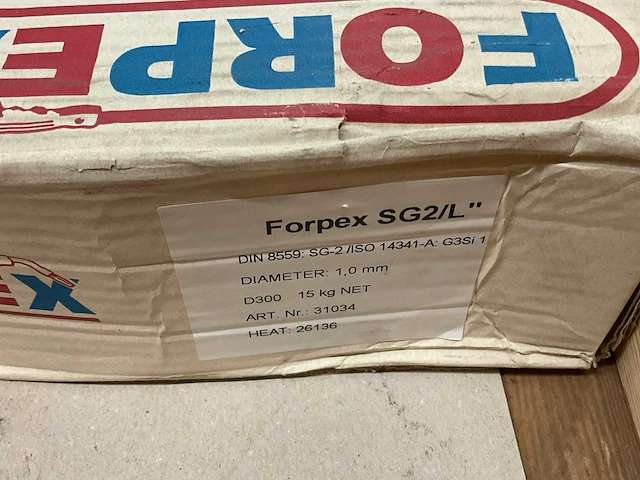 FORPEX
Forpex SG2/L"
DIN 8559: SG-2 /ISO 14341-A: G3Si 1
DIAMETER: 1,0 mm
D300 15 kg NET
ART. Nr.: 31034
HEAT: 26136
EX